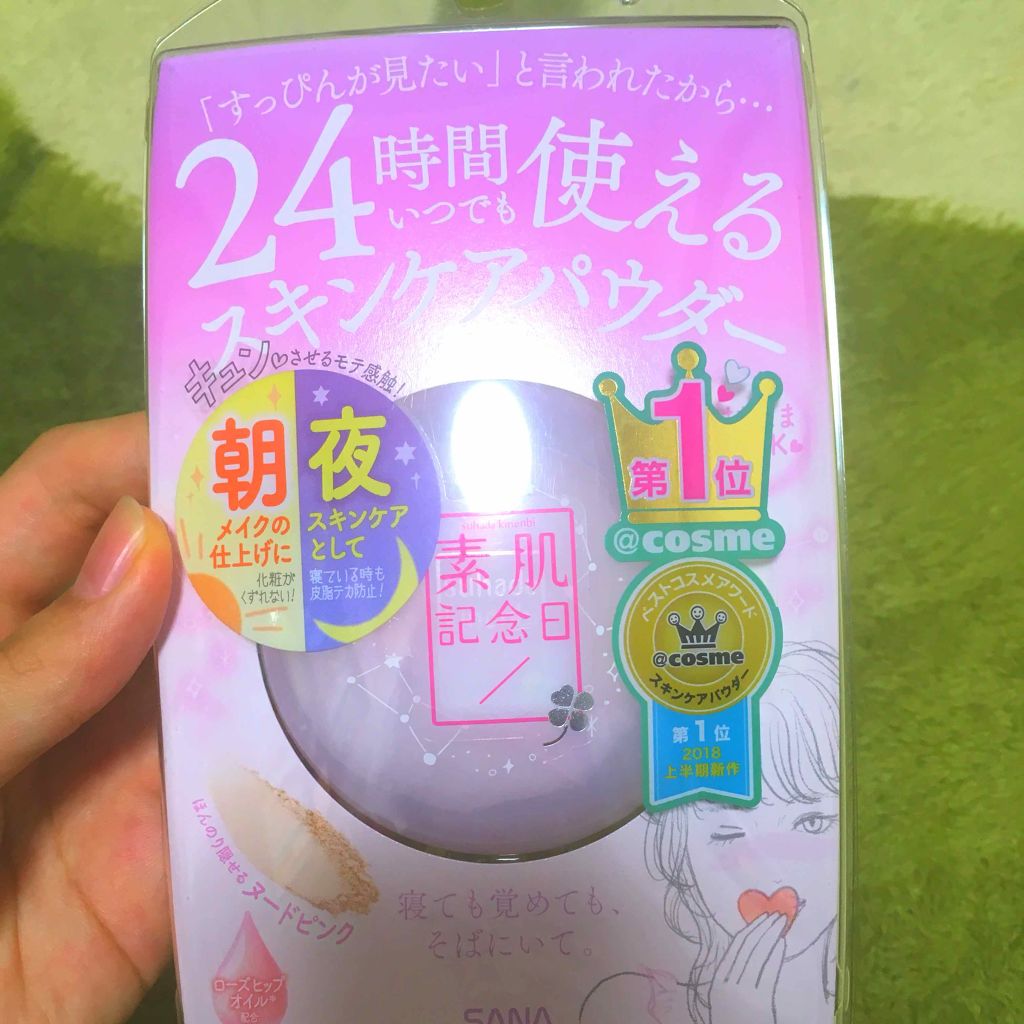 「すっぴんが見たい」と言われたから…
24時間いつでも使える
スキンケアパウダー
キュン♥させるモテ感触!
朝
メイクの
仕上げに
化粧が
くずれない!
夜
スキンケア
として
寝ている時も
皮脂テカ防止!
suhada kinenbi
素肌
記念日
第1位
@cosme
ベストコスメアワード
@cosme
スキンケアパウダー
第1位
2018
上半期新作
ほんのり隠せる
ヌードピンク
寝ても覚めても、
そばにいて。
ローズヒップ
オイル*
配合
SANA